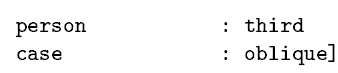 person : third
case : oblique]